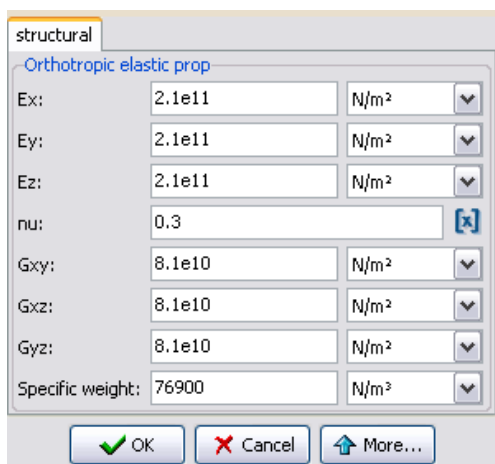 structural
Orthotropic elastic prop
Ex: 2.1e11 N/m²
Ey: 2.1e11 N/m²
Ez: 2.1e11 N/m²
nu: 0.3 [x]
Gxy: 8.1e10 N/m²
Gxz: 8.1e10 N/m²
Gyz: 8.1e10 N/m²
Specific weight: 76900 N/m³
OK Cancel More...